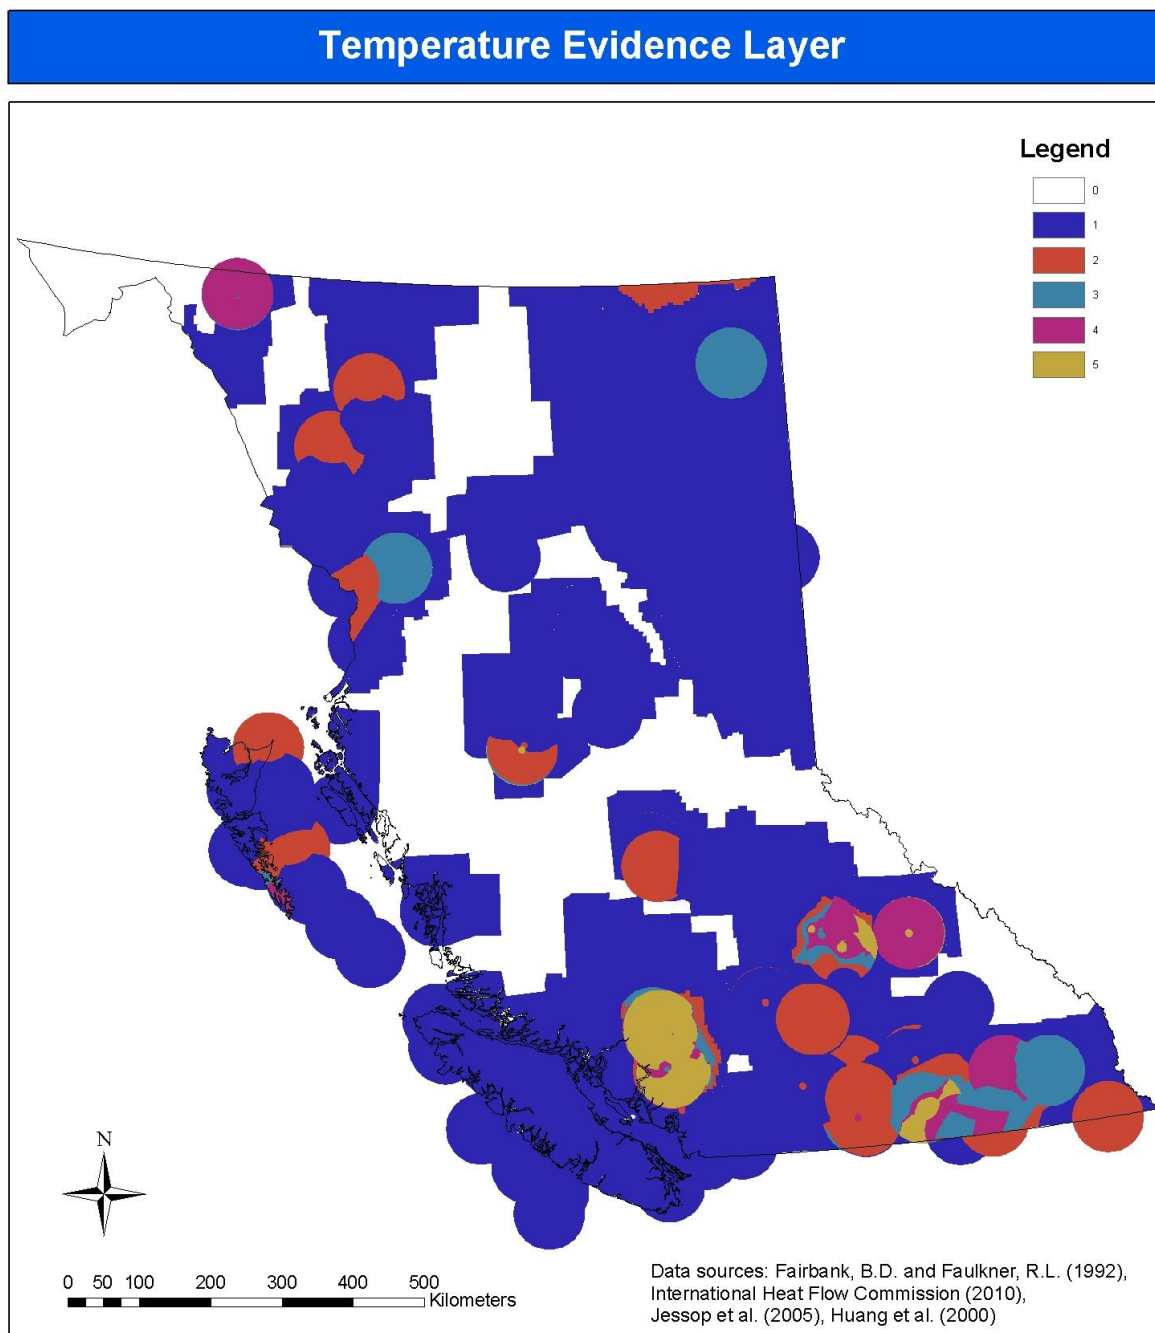 Temperature Evidence Layer
Legend
0
1
2
3
4
5
N
0 50 100 200 300 400 500
Kilometers
Data sources: Fairbank, B.D. and Faulkner, R.L. (1992),
International Heat Flow Commission (2010),
Jessop et al. (2005), Huang et al. (2000)